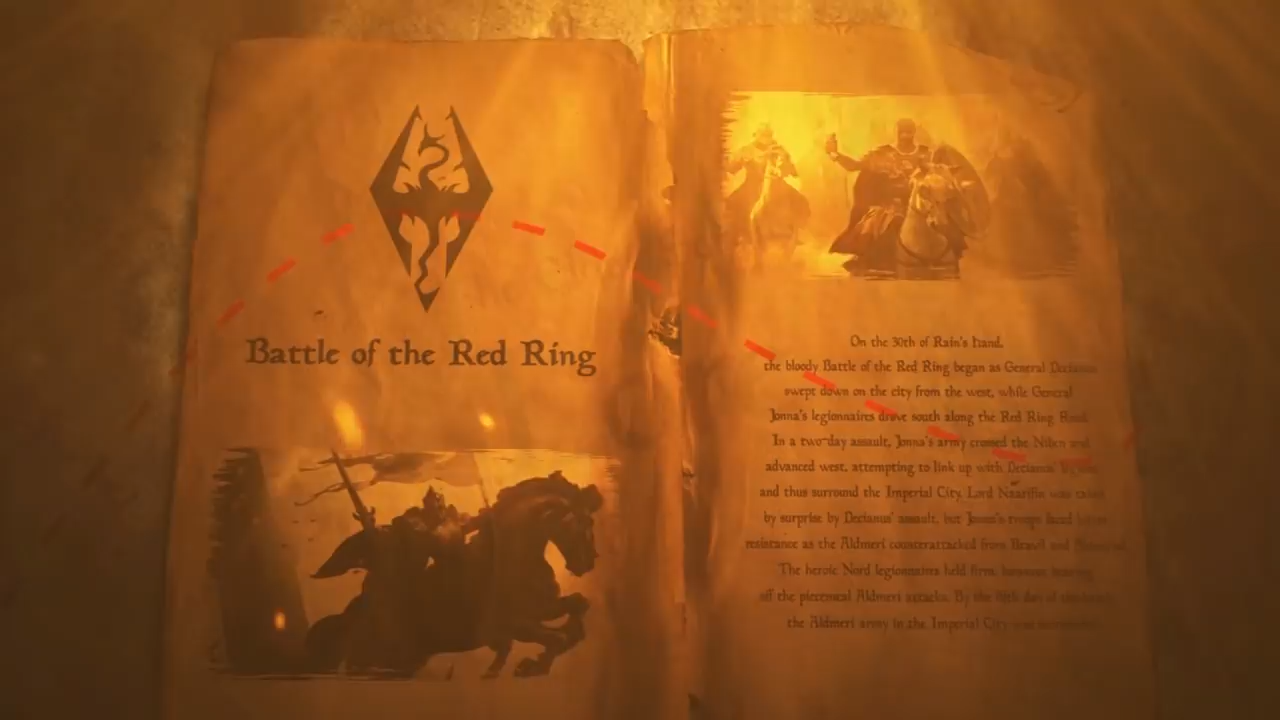 Battle of the Red Ring
On the 30th of Rain's Hand,
the bloody Battle of the Red Ring began as General Decianus
swept down on the city from the west, while General
Jonna's legionnaires drove south along the Red Ring Road.
In a two-day assault, Jonna's army crossed the Niben and
advanced west, attempting to link up with Decianus'
and thus surround the Imperial City. Lord Naarifin was taken
by surprise by Decianus' assault, but Jonna's troops faced
resistance as the Aldmeri counterattacked from Bravil and
The heroic Nord legionnaires held firm, however,
off the piecemeal Aldmeri attacks. By the fifth day of
the Aldmeri army in the Imperial City was